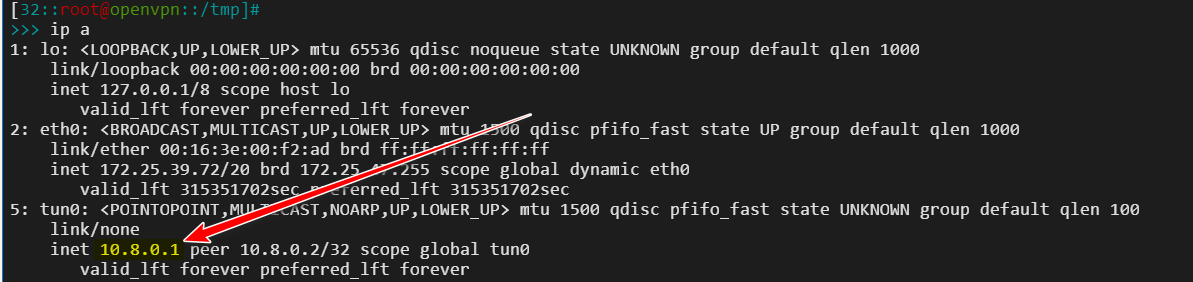 [32::root@openvpn::/tmp]#
>>> ip a
1: lo: <LOOPBACK,UP,LOWER_UP> mtu 65536 qdisc noqueue state UNKNOWN group default qlen 1000
    link/loopback 00:00:00:00:00:00 brd 00:00:00:00:00:00
    inet 127.0.0.1/8 scope host lo
       valid_lft forever preferred_lft forever
2: eth0: <BROADCAST,MULTICAST,UP,LOWER_UP> mtu 1500 qdisc pfifo_fast state UP group default qlen 1000
    link/ether 00:16:3e:00:f2:ad brd ff:ff:ff:ff:ff:ff
    inet 172.25.39.72/20 brd 172.25.47.255 scope global dynamic eth0
       valid_lft 315351702sec preferred_lft 315351702sec
5: tun0: <POINTOPOINT,MULTICAST,NOARP,UP,LOWER_UP> mtu 1500 qdisc pfifo_fast state UNKNOWN group default qlen 100
    link/none
    inet 10.8.0.1 peer 10.8.0.2/32 scope global tun0
       valid_lft forever preferred_lft forever